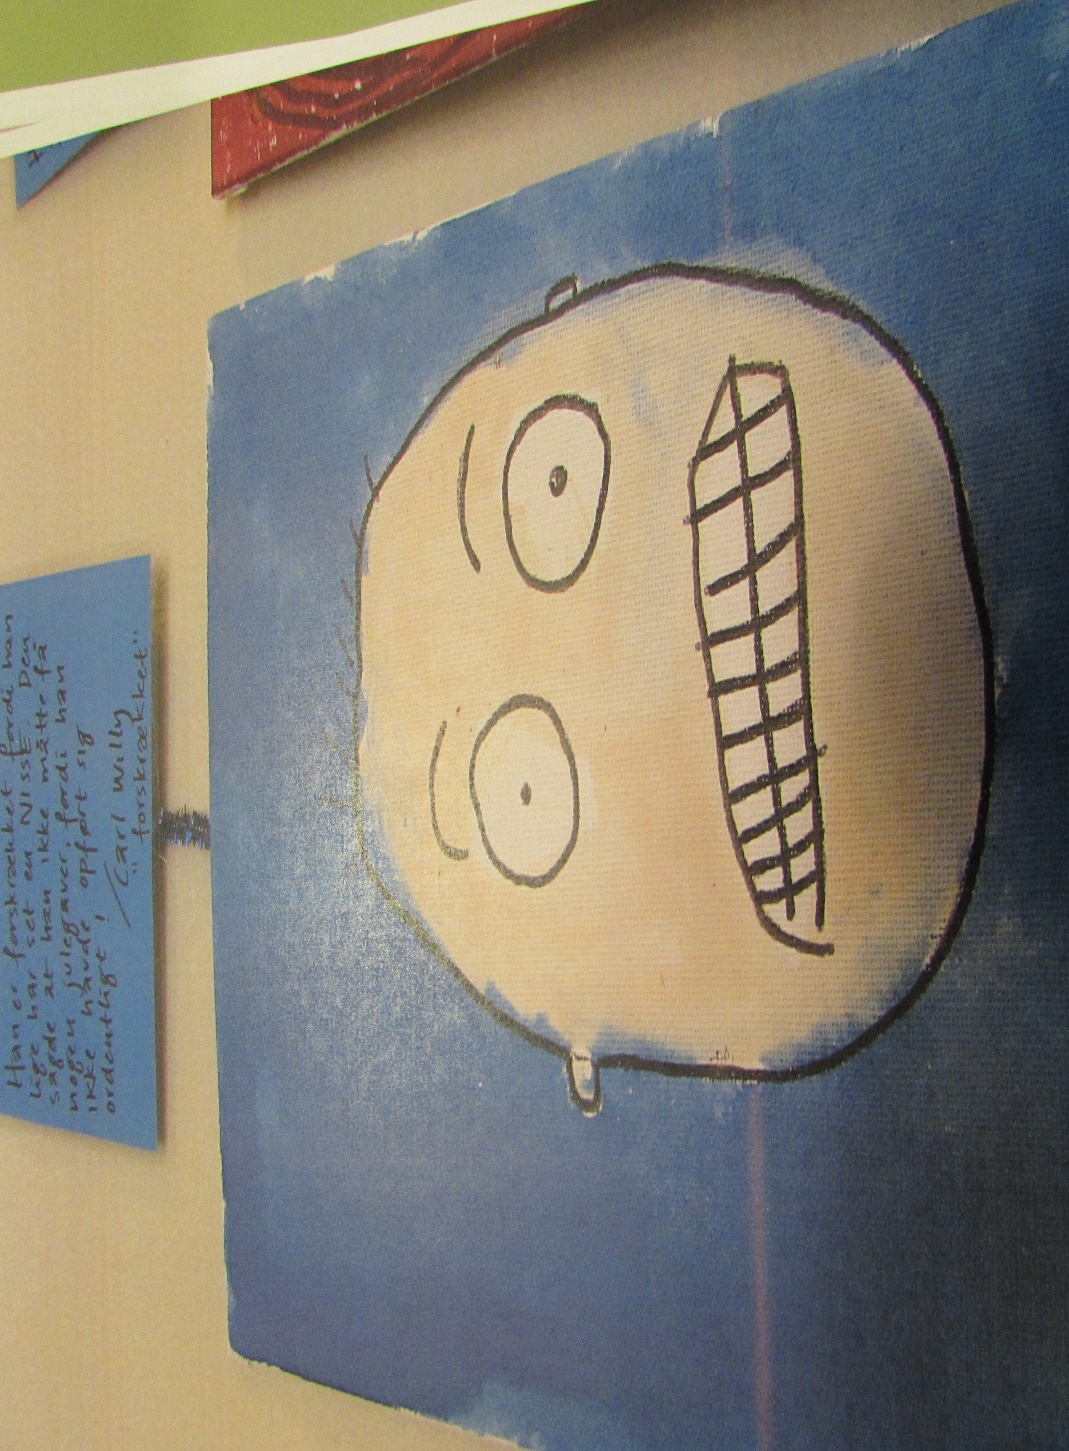 Han er forskrækket fordi han
lige har set en NISSE. Den
sagde at han ikke måtte få
nogen julegaver, fordi han
ikke havde opført sig
ordentligt!
/Carl Willy
"forskrækket"